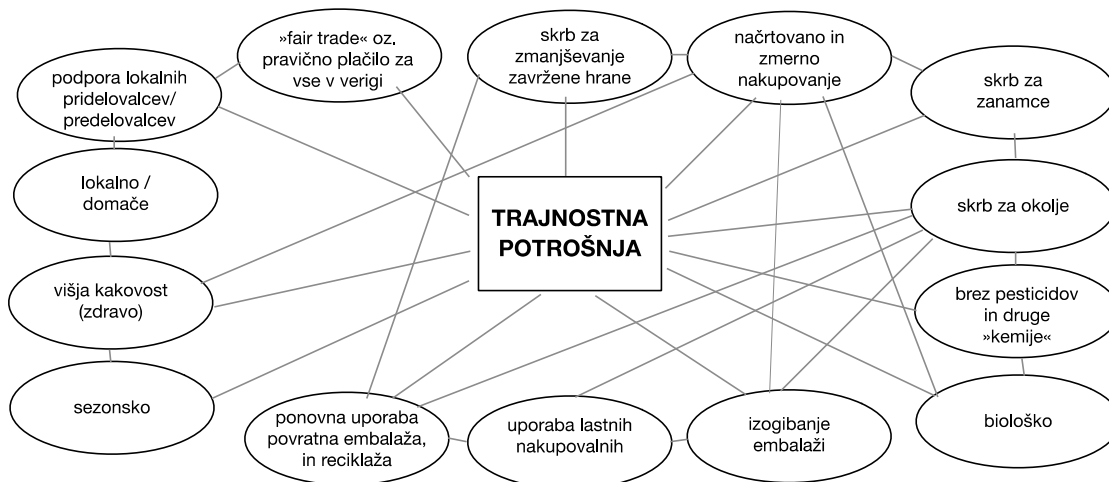 »fair trade« oz.
pravično plačilo za
vse v verigi
skrb za
zmanjševanje
zavržene hrane
načrtovano in
zmerno
nakupovanje
podpora lokalnih
pridelovalcev/
predelovalcev
skrb za
zanamce
lokalno /
domače
TRAJNOSTNA
POTROŠNJA
skrb za okolje
višja kakovost
(zdravo)
brez pesticidov
in druge
»kemije«
sezonsko
ponovna uporaba
povratna embalaža,
in reciklaža
uporaba lastnih
nakupovalnih
izogibanje
embalaži
biološko